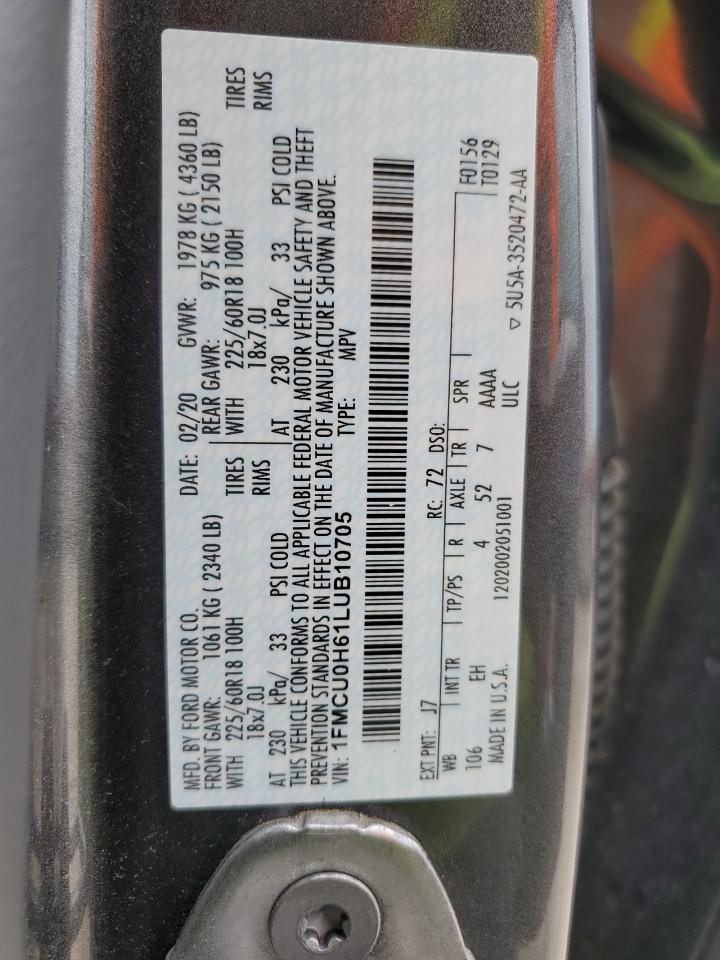 MFD. BY FORD MOTOR CO.
DATE: 02/20 GVWR: 1978 KG ( 4360 LB)
FRONT GAWR: 1061 KG ( 2340 LB) REAR GAWR: 975 KG ( 2150 LB)
WITH 225/60R18 100H TIRES WITH 225/60R18 100H TIRES
18x7.0J RIMS 18x7.0J RIMS
AT 230 kPa/ 33 PSI COLD AT 230 kPa/ 33 PSI COLD
THIS VEHICLE CONFORMS TO ALL APPLICABLE FEDERAL MOTOR VEHICLE SAFETY AND THEFT
PREVENTION STANDARDS IN EFFECT ON THE DATE OF MANUFACTURE SHOWN ABOVE.
VIN: 1FMCU0H61LUB10705 TYPE: MPV
EXT PNT: J7 RC: 72 DSO:
WB INT TR TP/PS R AXLE TR SPR F0156
106 EH 4 52 7 AAAA T0129
MADE IN U.S.A. 1202002051001 ULC
▽ 5U5A-3520472-AA